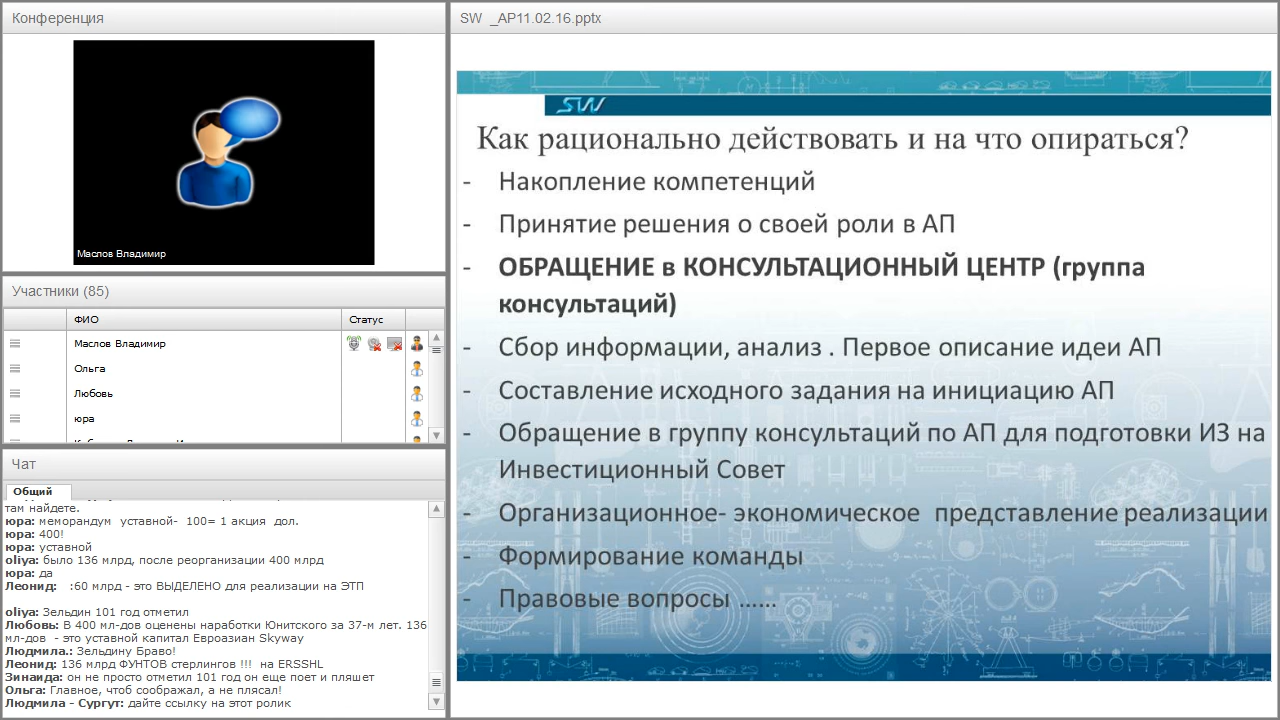 Конференция
Маслов Владимир
Участники (85)
ФИО Статус
Маслов Владимир
Ольга
Любовь
юра
Чат
Общий
там найдете.
юра: меморандум уставной- 100= 1 акция дол.
юра: 400!
юра: уставной
oliya: было 136 млрд, после реорганизации 400 млрд
юра: да
Леонид: :60 млрд - это ВЫДЕЛЕНО для реализации на ЭТП
oliya: Зельдин 101 год отметил
Любовь: В 400 мл-дов оценены наработки Юнитского за 37-м лет. 136
мл-дов - это уставной капитал Евроазиан Skyway
Людмила.: Зельдину Браво!
Леонид: 136 млрд ФУНТОВ стерлингов !!! на ERSSHL
Зинаида: он не просто отметил 101 год он еще поет и пляшет
Ольга: Главнее, чтоб соображал, а не плясал!
Людмила - Сургут: дайте ссылку на этот ролик
SW _АР11.02.16.pptx
SW
Как рационально действовать и на что опираться?
- Накопление компетенций
- Принятие решения о своей роли в АП
- ОБРАЩЕНИЕ в КОНСУЛЬТАЦИОННЫЙ ЦЕНТР (группа
консультаций)
- Сбор информации, анализ . Первое описание идеи АП
- Составление исходного задания на инициацию АП
- Обращение в группу консультаций по АП для подготовки ИЗ на
Инвестиционный Совет
- Организационное- экономическое представление реализации
- Формирование команды
- Правовые вопросы ……